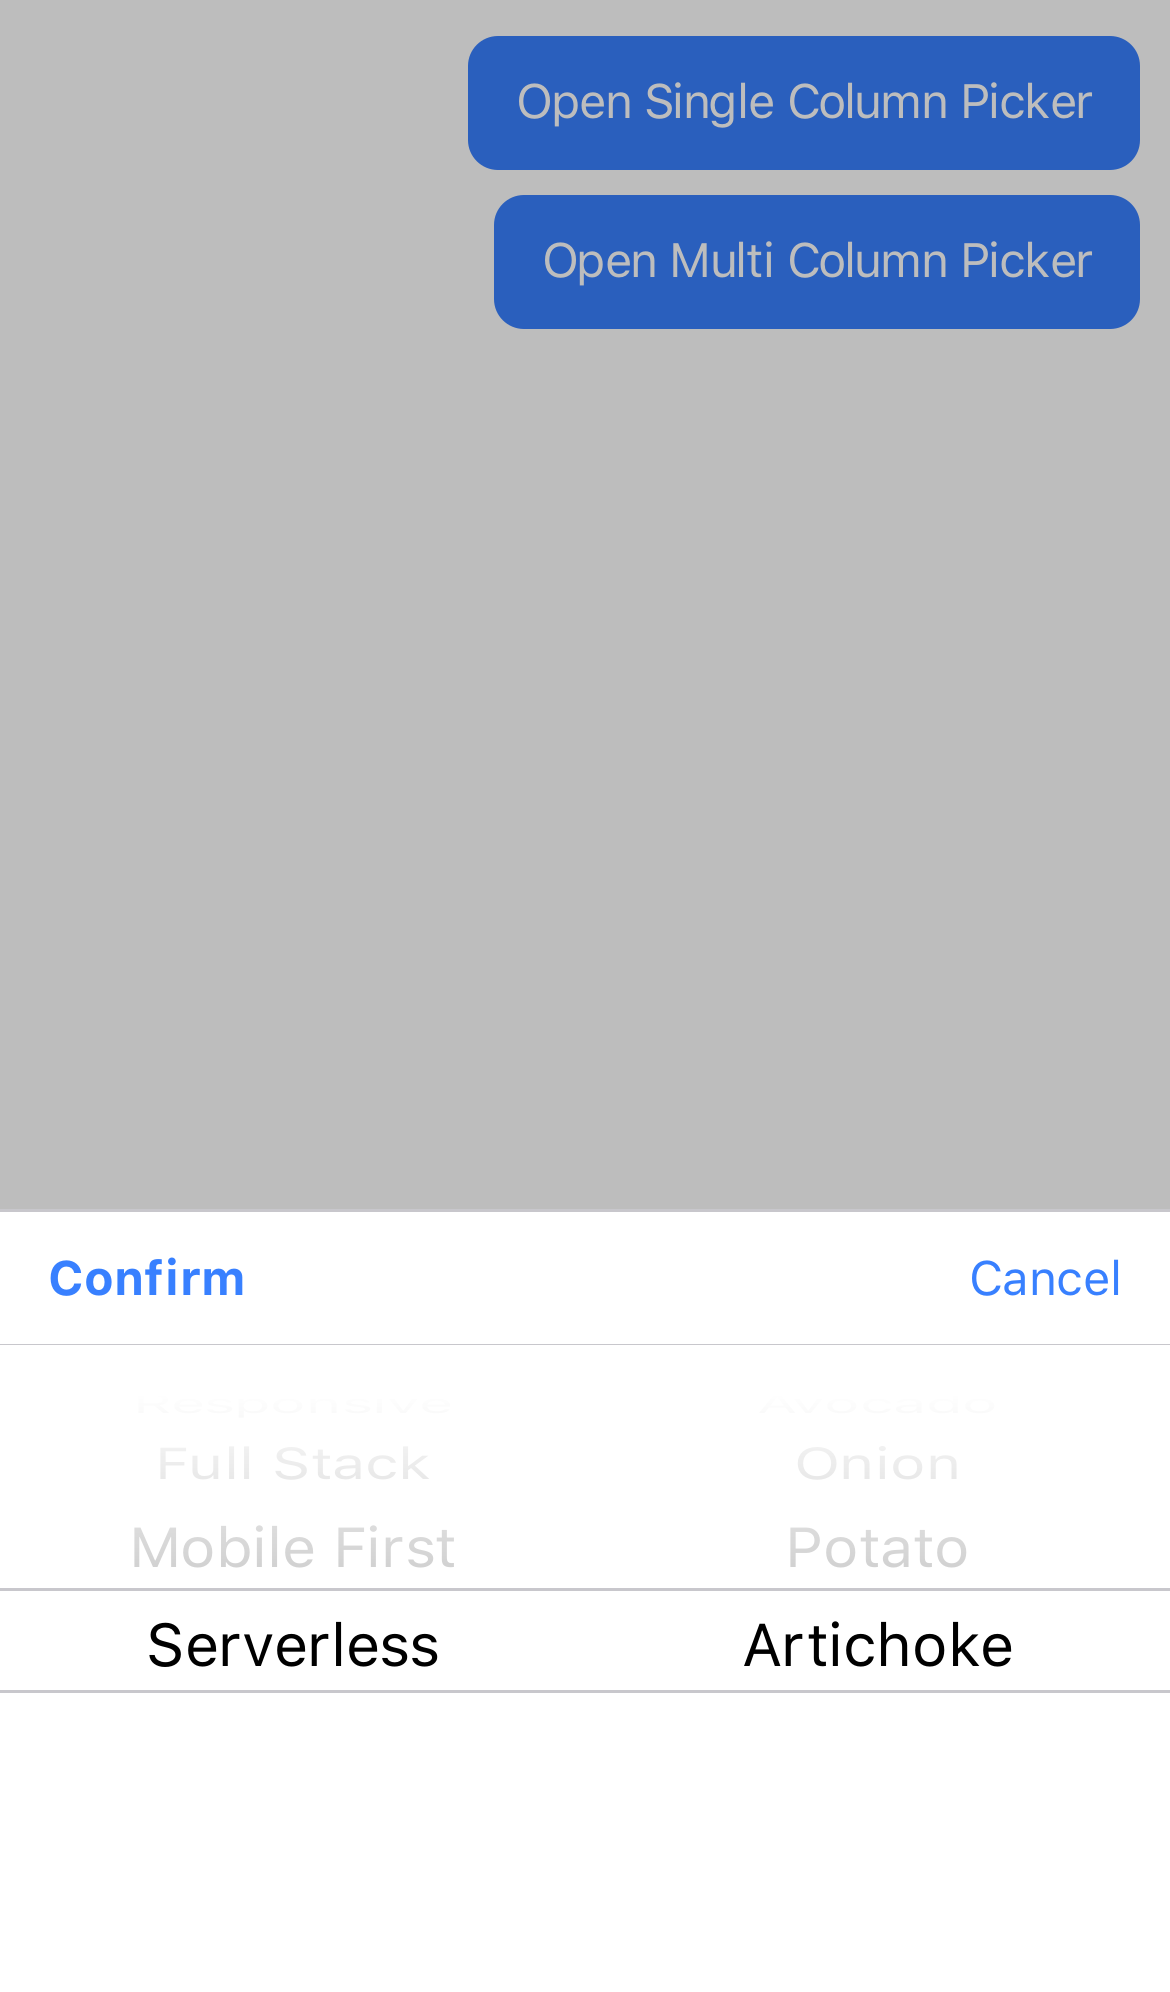 Open Single Column Picker
Open Multi Column Picker
Confirm Cancel
Responsive Avocado
Full Stack Onion
Mobile First Potato
Serverless Artichoke